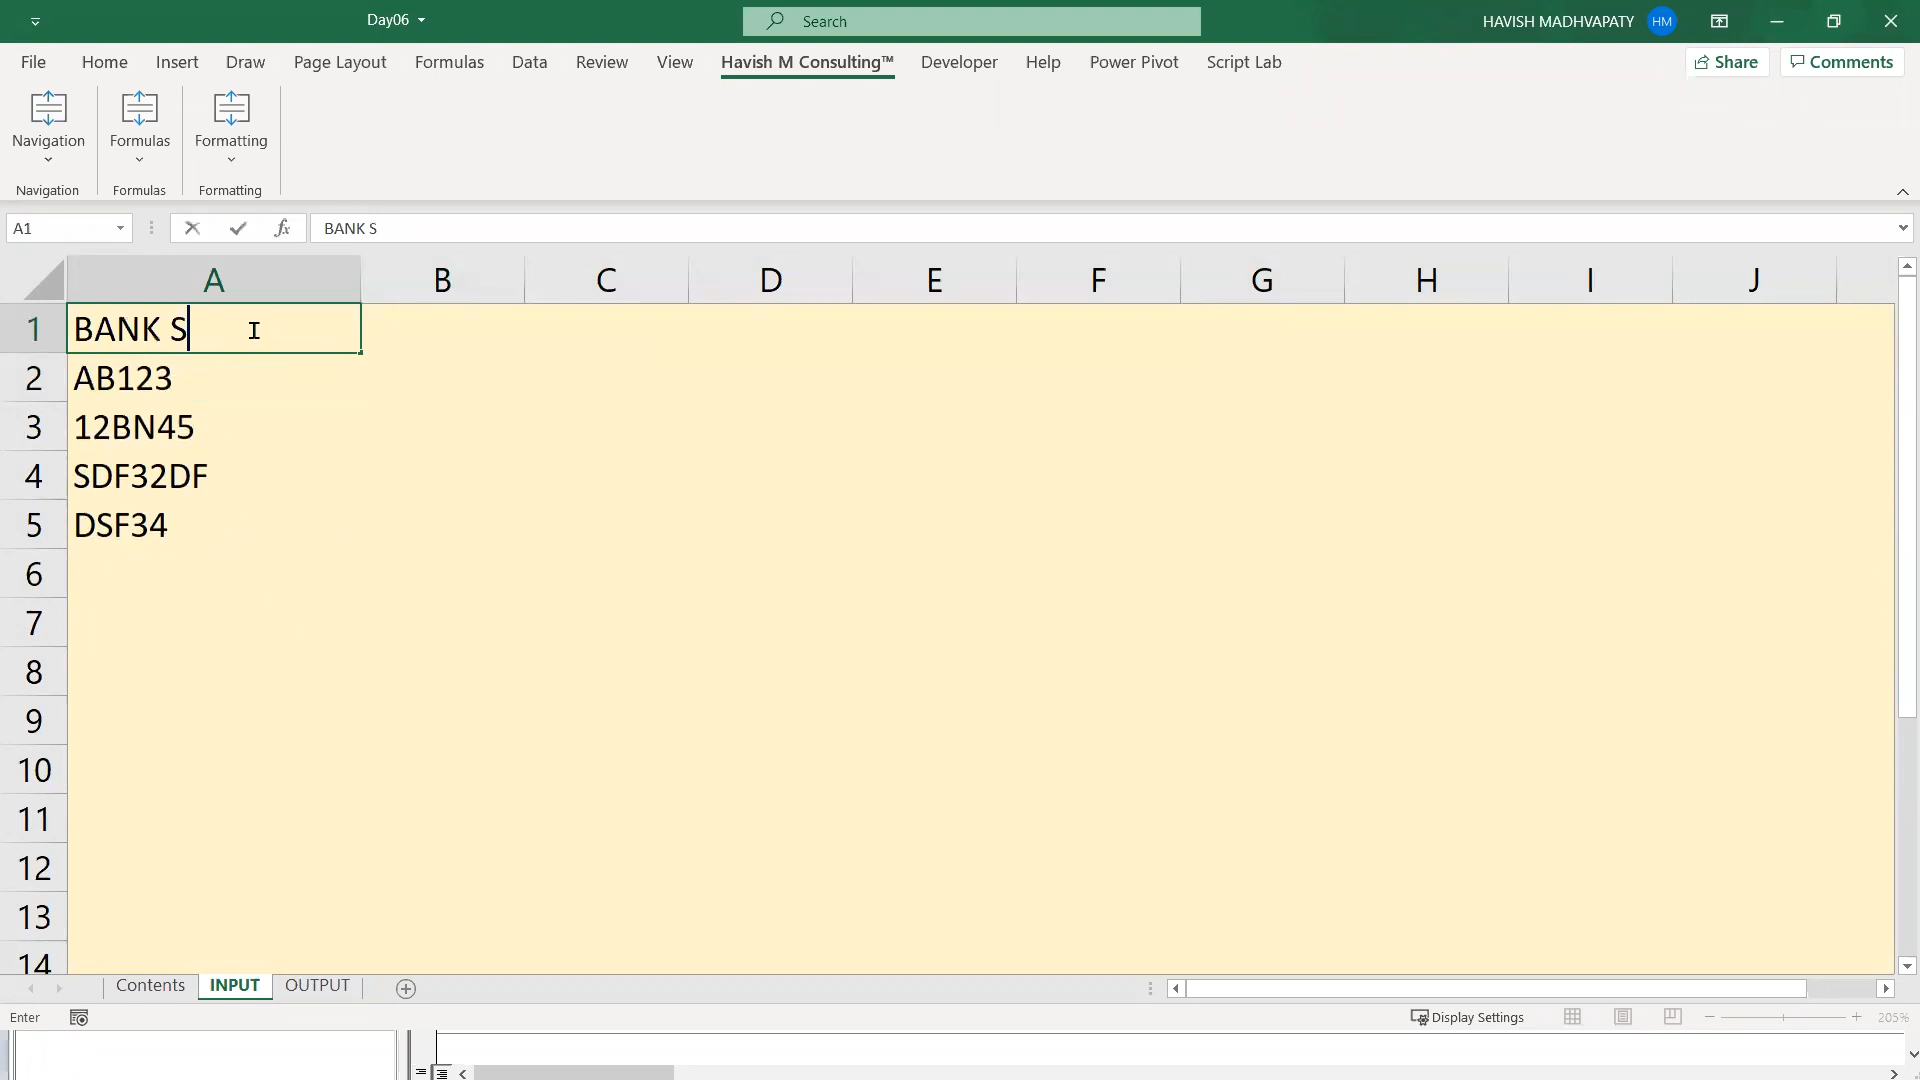 Day06
Search
HAVISH MADHVAPATY HM
File Home Insert Draw Page Layout Formulas Data Review View Havish M Consulting™ Developer Help Power Pivot Script Lab Share Comments
Navigation Formulas Formatting
Navigation Formulas Formatting
A1 fx BANK S
A B C D E F G H I J
1 BANK S
2 AB123
3 12BN45
4 SDF32DF
5 DSF34
6
7
8
9
10
11
12
13
14
Contents INPUT OUTPUT
Enter Display Settings 205%